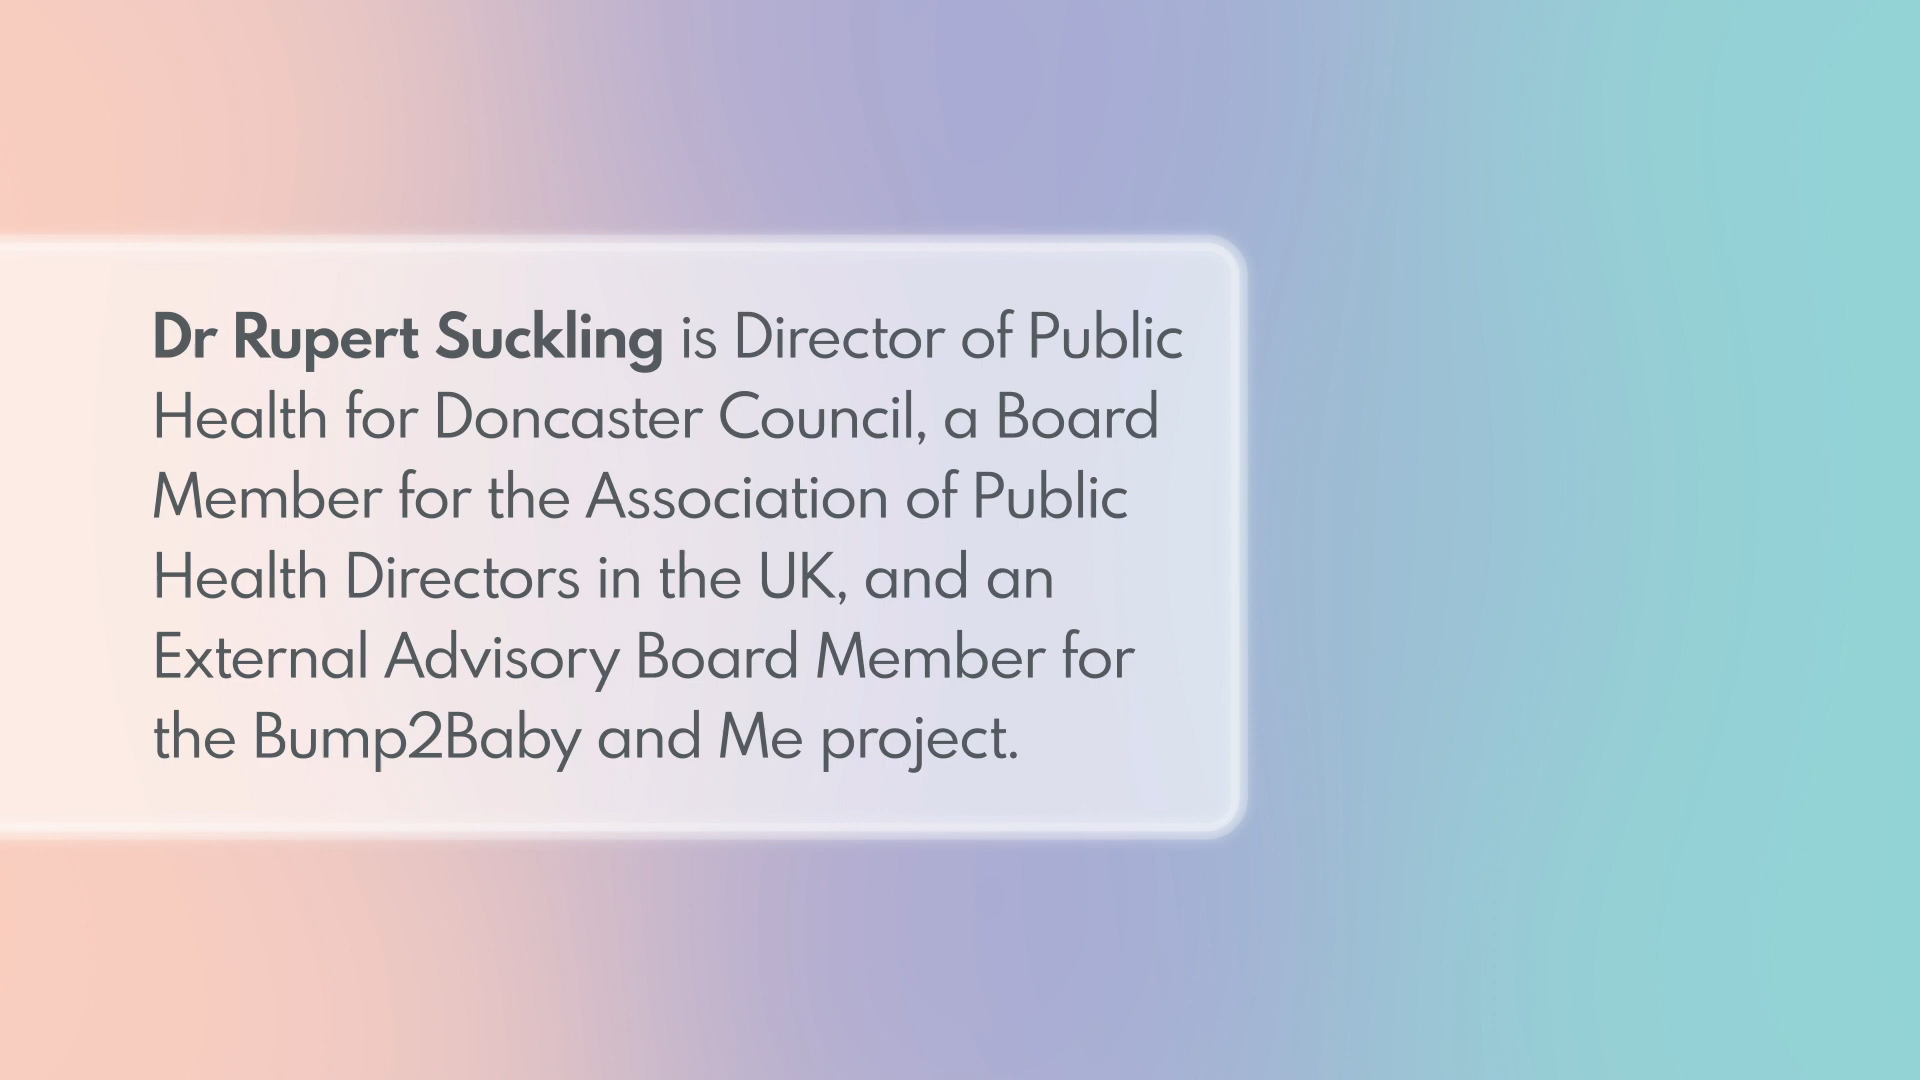 Dr Rupert Suckling is Director of Public
Health for Doncaster Council, a Board
Member for the Association of Public
Health Directors in the UK, and an
External Advisory Board Member for
the Bump2Baby and Me project.